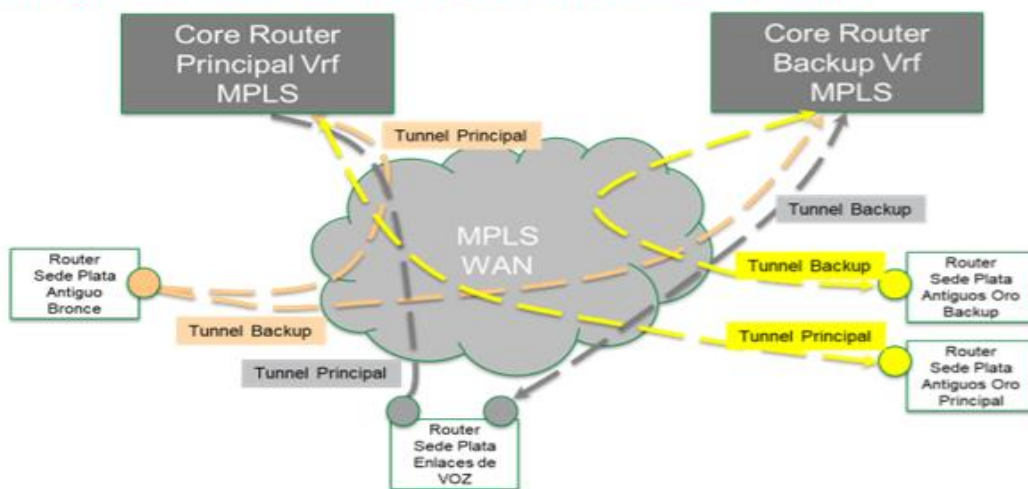 Core Router
Principal Vrf
MPLS
Core Router
Backup Vrf
MPLS
Tunnel Principal
Tunnel Backup
MPLS
WAN
Router
Sede Plata
Antiguo
Bronce
Tunnel Backup
Router
Sede Plata
Antiguos Oro
Backup
Tunnel Backup
Tunnel Principal
Tunnel Principal
Router
Sede Plata
Antiguos Oro
Principal
Router
Sede Plata
Enlaces de
VOZ